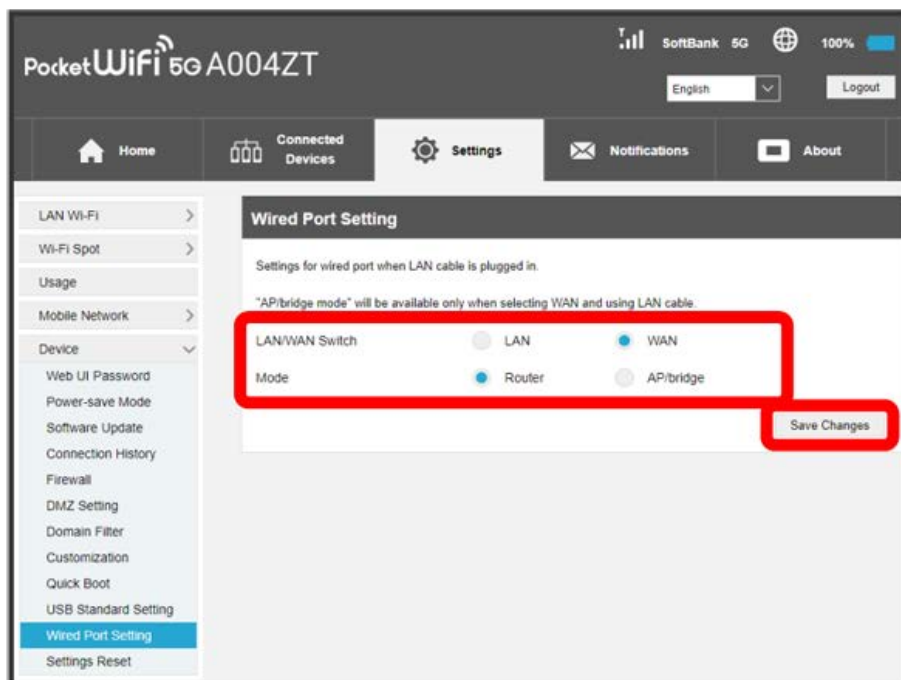 Pocket WiFi 5G A004ZT
SoftBank 5G 100%
English
Logout
Home
Connected Devices
Settings
Notifications
About
LAN Wi-Fi
Wi-Fi Spot
Usage
Mobile Network
Device
Web UI Password
Power-save Mode
Software Update
Connection History
Firewall
DMZ Setting
Domain Filter
Customization
Quick Boot
USB Standard Setting
Wired Port Setting
Settings Reset
Wired Port Setting
Settings for wired port when LAN cable is plugged in.
"AP/bridge mode" will be available only when selecting WAN and using LAN cable.
LAN/WAN Switch LAN WAN
Mode Router AP/bridge
Save Changes